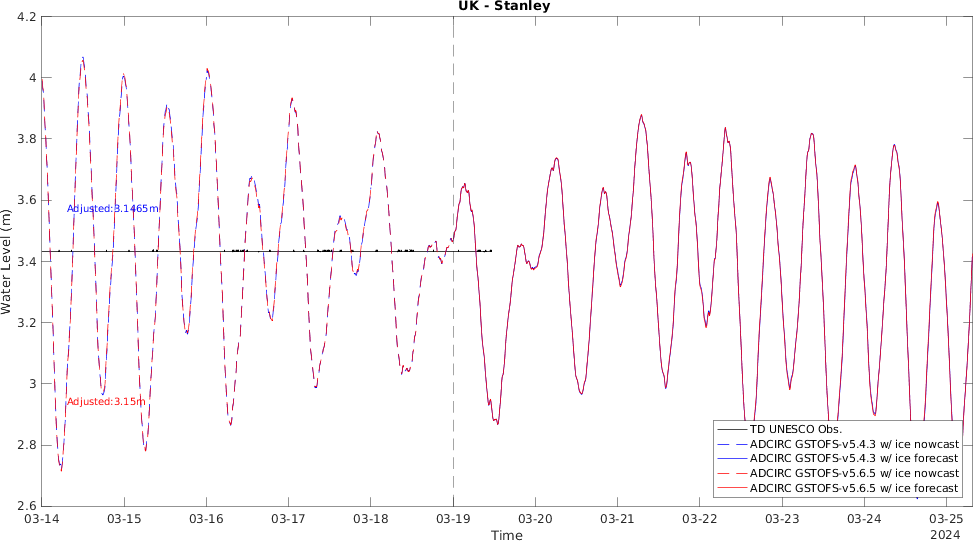 UK - Stanley
4.2
4
3.8
3.6
3.4
3.2
3
2.8
2.6
Water Level (m)
Adjusted:3.1465m
Adjusted:3.15m
TD UNESCO Obs.
ADCIRC GSTOFS-v5.4.3 w/ ice nowcast
ADCIRC GSTOFS-v5.4.3 w/ ice forecast
ADCIRC GSTOFS-v5.6.5 w/ ice nowcast
ADCIRC GSTOFS-v5.6.5 w/ ice forecast
03-14 03-15 03-16 03-17 03-18 03-19 03-20 03-21 03-22 03-23 03-24 03-25
Time
2024